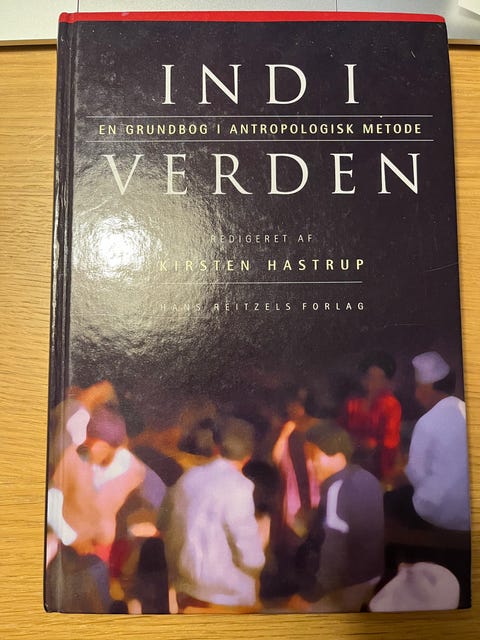 IND I
EN GRUNDBOG I ANTROPOLOGISK METODE
VERDEN
REDIGERET AF
KIRSTEN HASTRUP
HANS REITZELS FORLAG